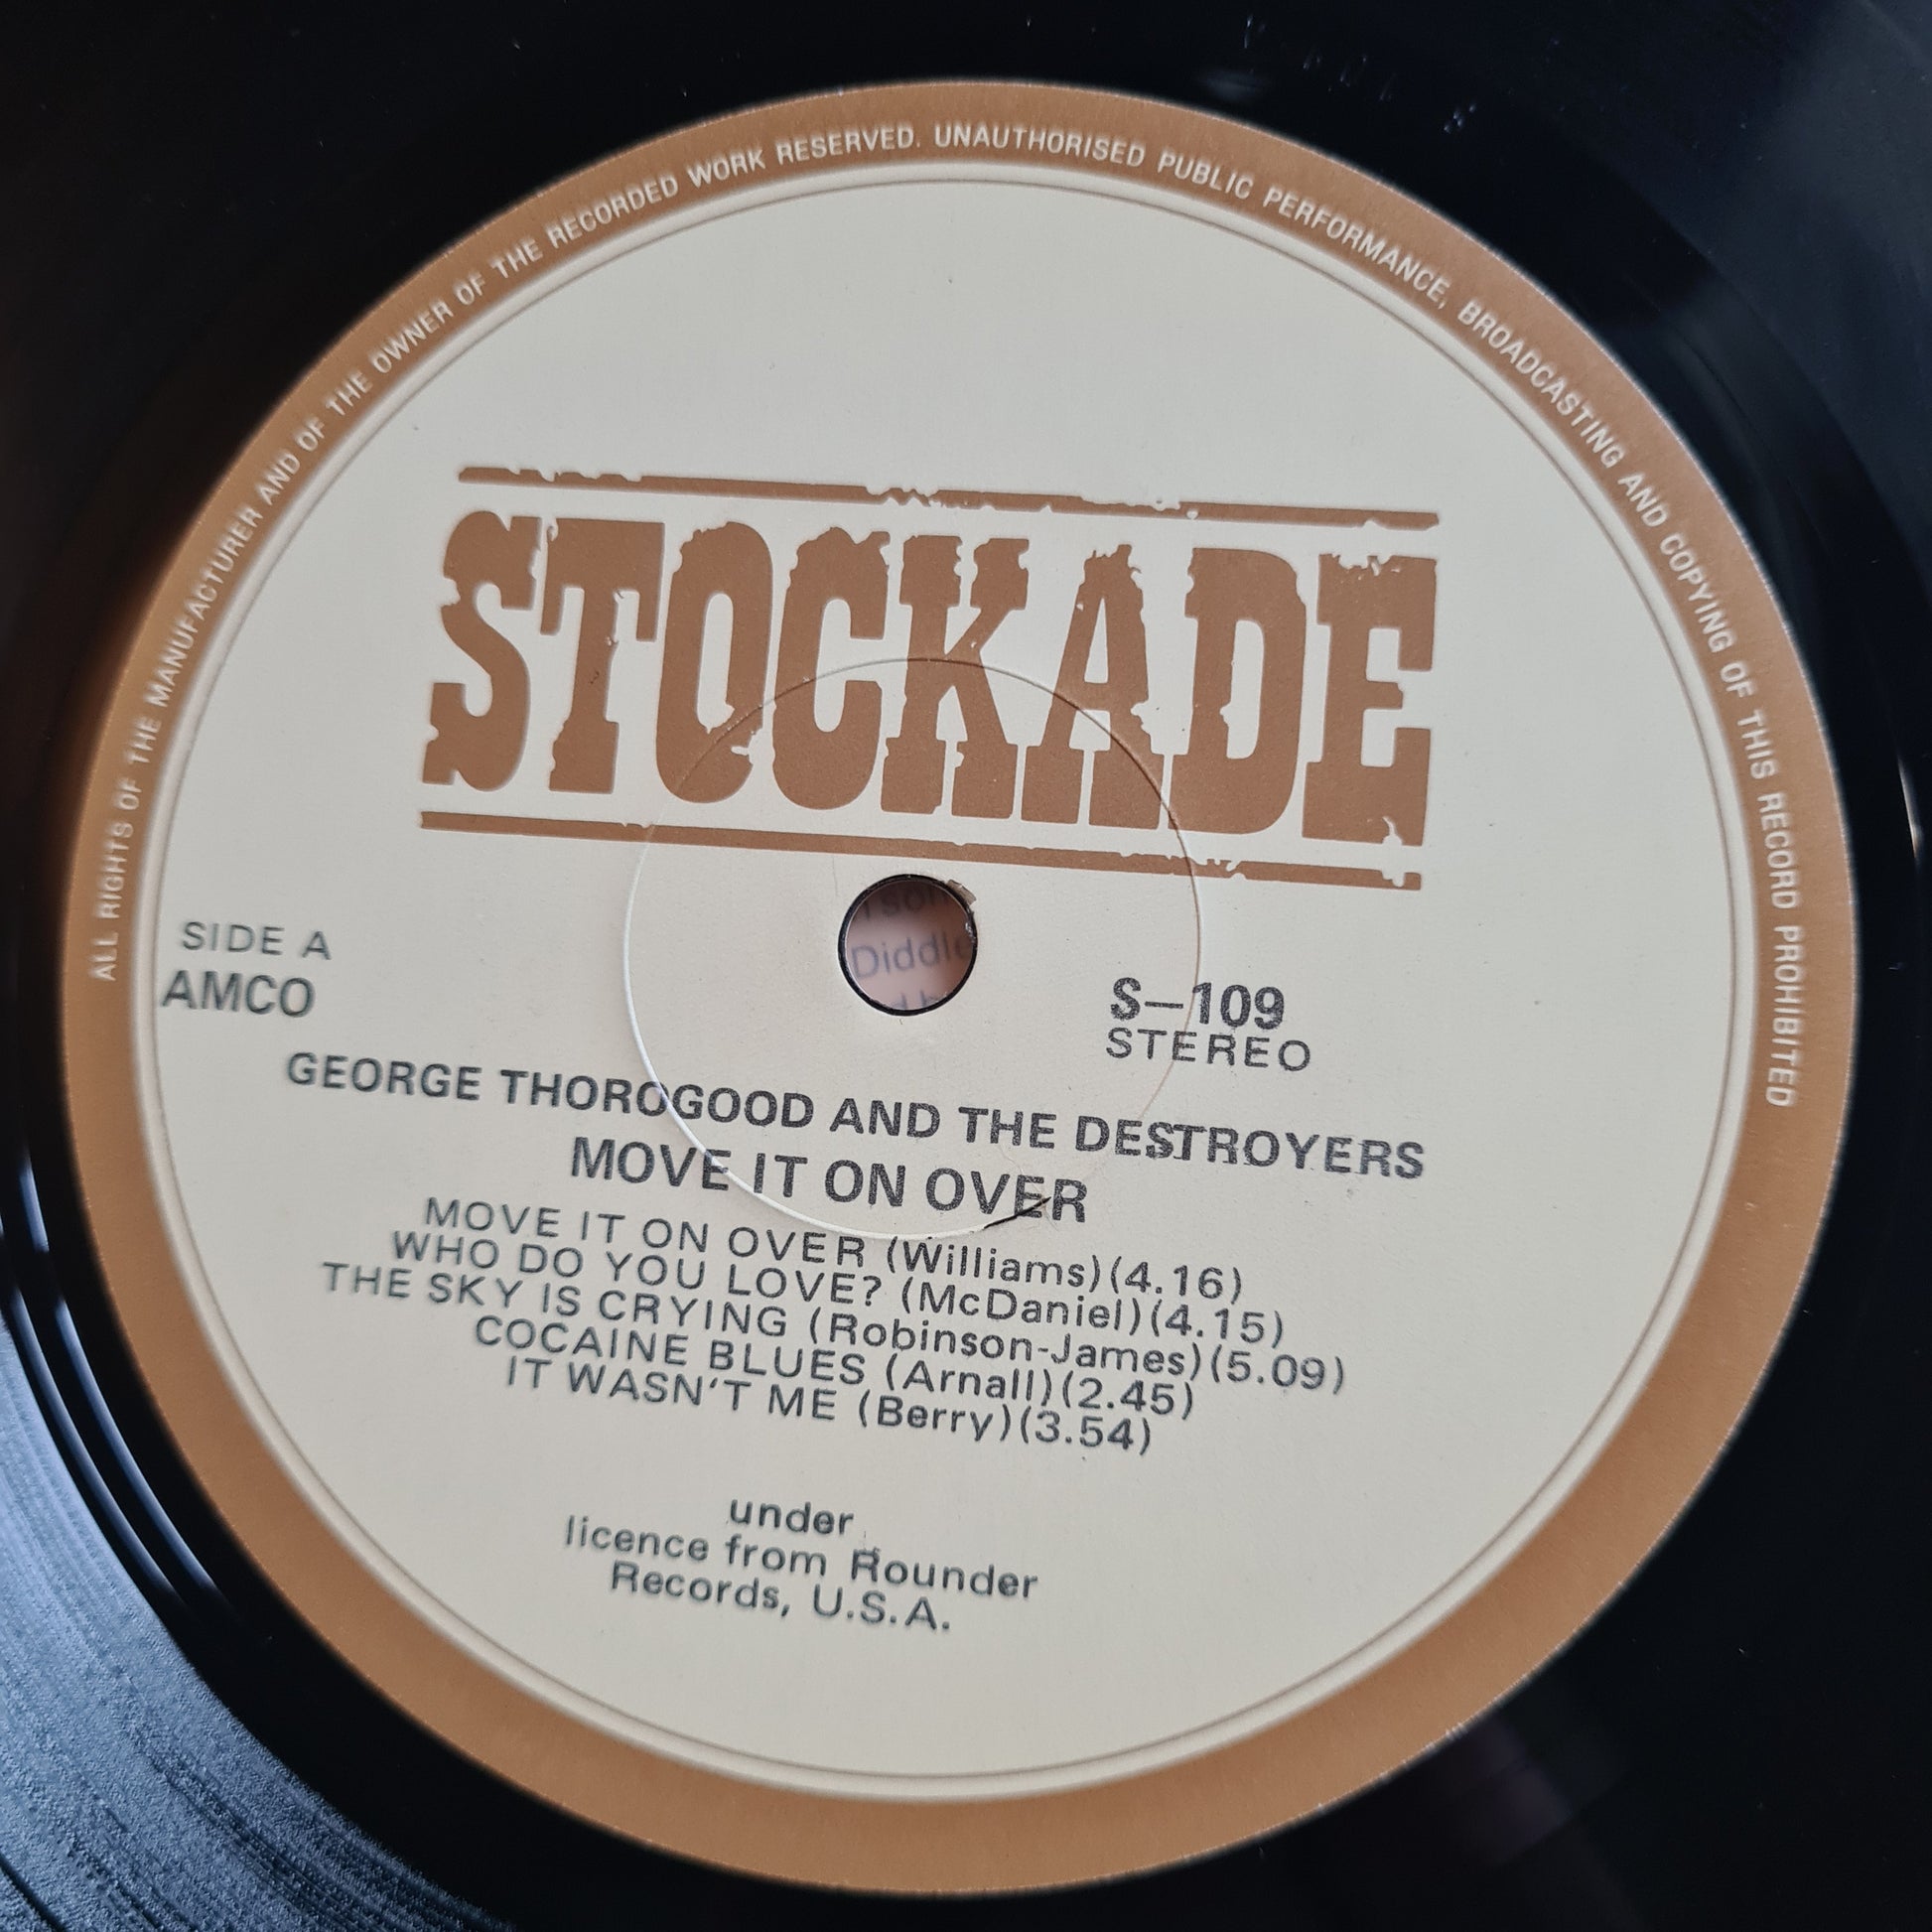 ALL RIGHTS OF THE MANUFACTURER AND OF THE OWNER OF THE RECORDED WORK RESERVED. UNAUTHORISED PUBLIC PERFORMANCE, BROADCASTING AND COPYING OF THIS RECORD PROHIBITED
STOCKADE
SIDE A
AMCO
Diddle
S—109
STEREO
GEORGE THOROGOOD AND THE DESTROYERS
MOVE IT ON OVER
MOVE IT ON OVER (Williams)(4.16)
WHO DO YOU LOVE? (McDaniel)(4.15)
THE SKY IS CRYING (Robinson-James)(5.09)
COCAINE BLUES (Arnall)(2.45)
IT WASN'T ME (Berry)(3.54)
under
licence from Rounder
Records, U.S.A.